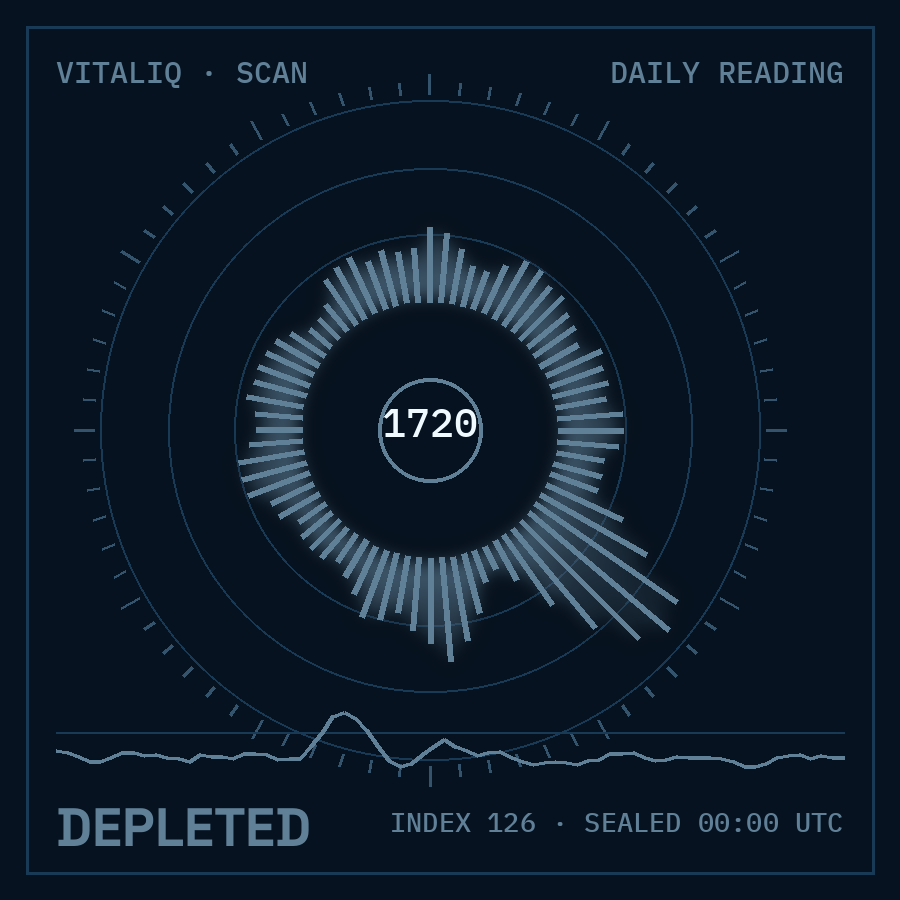 VITALIQ · SCAN
DAILY READING
1720
DEPLETED
INDEX 126 · SEALED 00:00 UTC